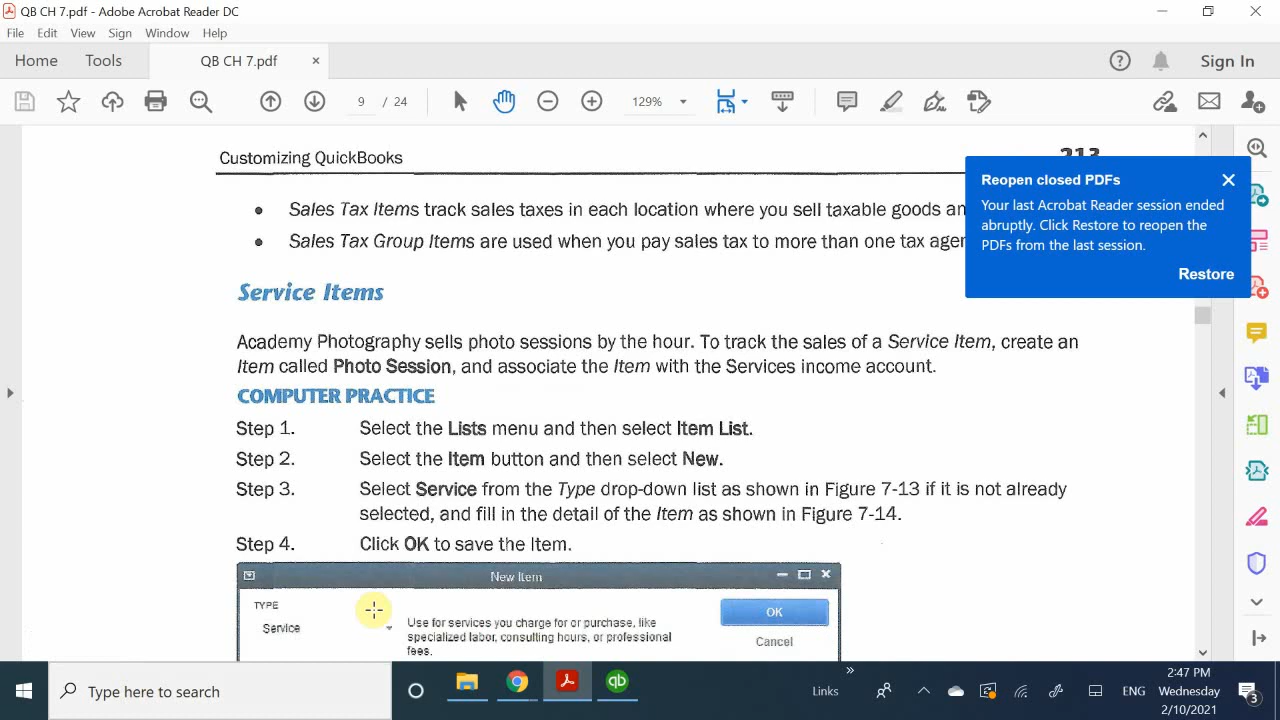 QB CH 7.pdf - Adobe Acrobat Reader DC
File Edit View Sign Window Help
Home Tools QB CH 7.pdf × Sign In
9 / 24 129%
Customizing QuickBooks 213
• Sales Tax Items track sales taxes in each location where you sell taxable goods an
• Sales Tax Group Items are used when you pay sales tax to more than one tax agen
Reopen closed PDFs
Your last Acrobat Reader session ended
abruptly. Click Restore to reopen the
PDFs from the last session.
Restore
Service Items
Academy Photography sells photo sessions by the hour. To track the sales of a Service Item, create an
Item called Photo Session, and associate the Item with the Services income account.
COMPUTER PRACTICE
Step 1. Select the Lists menu and then select Item List.
Step 2. Select the Item button and then select New.
Step 3. Select Service from the Type drop-down list as shown in Figure 7-13 if it is not already
selected, and fill in the detail of the Item as shown in Figure 7-14.
Step 4. Click OK to save the Item.
New Item
TYPE
Service
Use for services you charge for or purchase, like
specialized labor, consulting hours, or professional
fees.
OK
Cancel
Type here to search
qb
Links
ENG
2:47 PM
Wednesday
2/10/2021
3